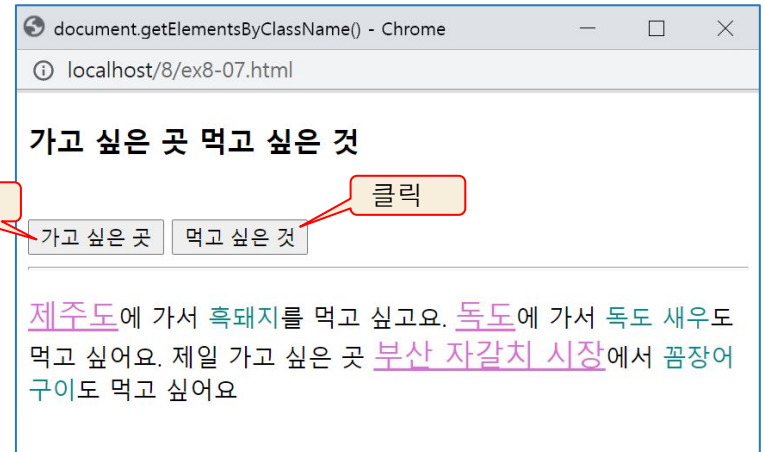 document.getElementsByClassName() - Chrome
localhost/8/ex8-07.html
가고 싶은 곳 먹고 싶은 것
클릭
가고 싶은 곳 먹고 싶은 것
제주도에 가서 흑돼지를 먹고 싶고요. 독도에 가서 독도 새우도
먹고 싶어요. 제일 가고 싶은 곳 부산 자갈치 시장에서 꼼장어
구이도 먹고 싶어요